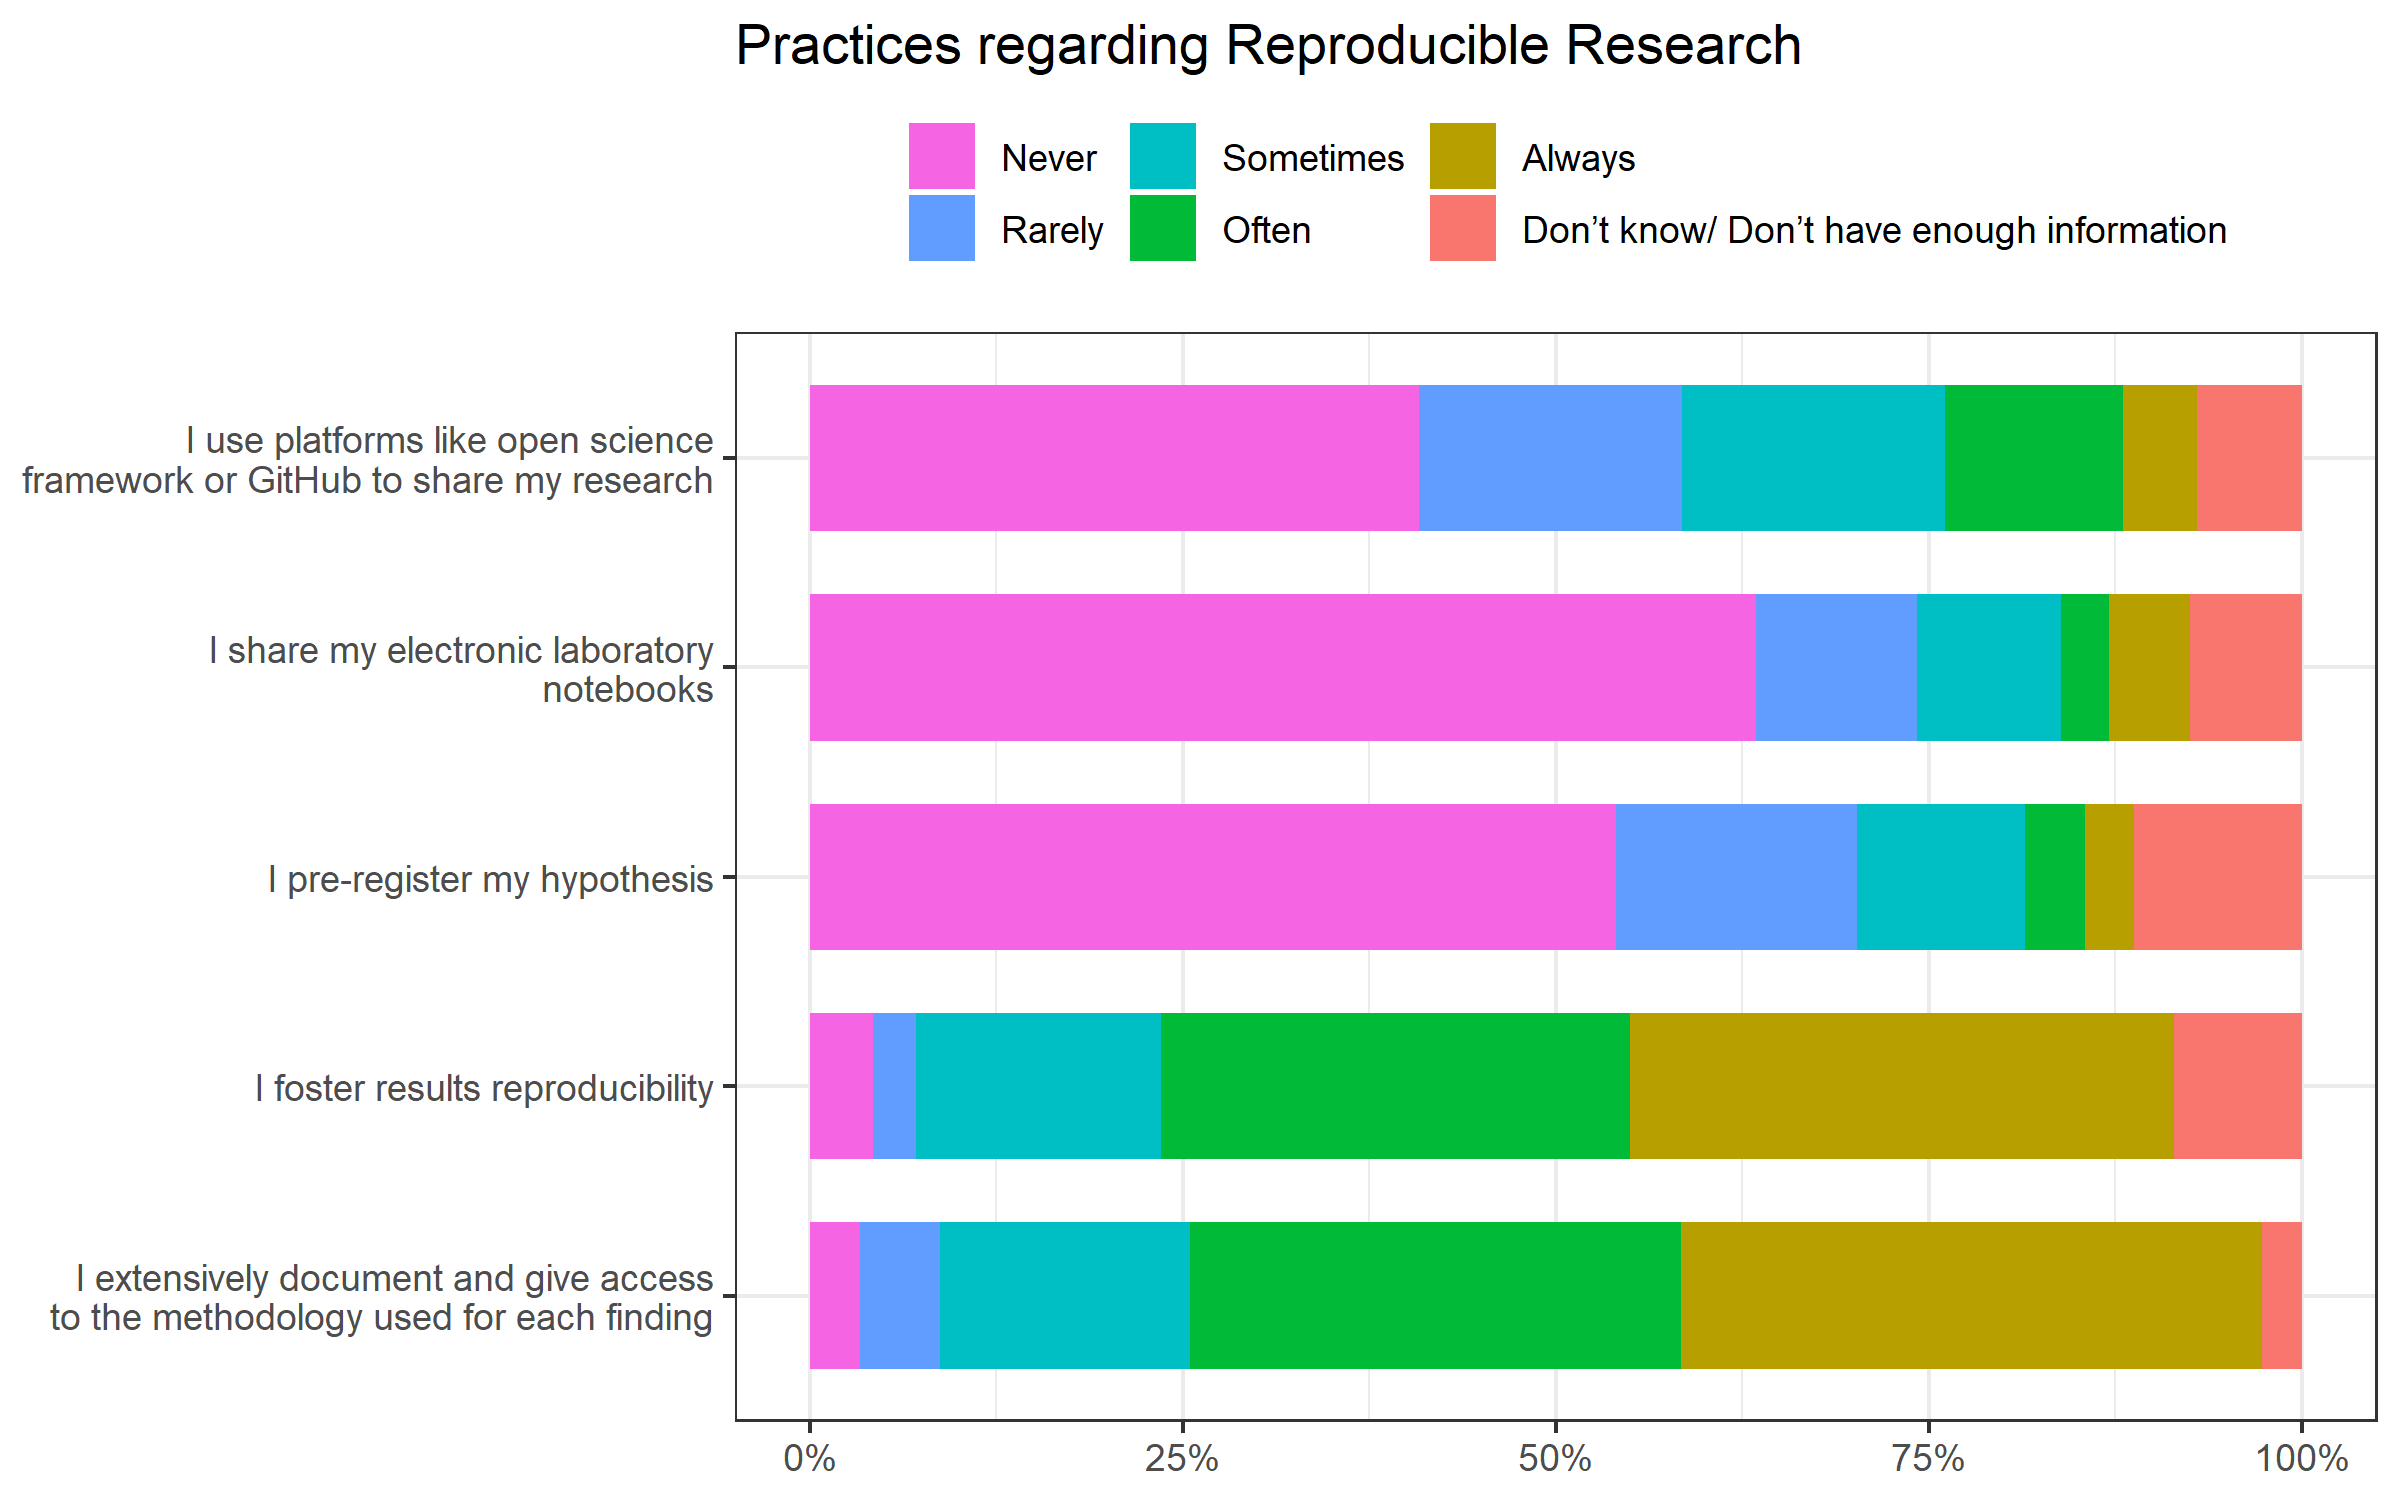 Practices regarding Reproducible Research
Never
Sometimes
Always
Rarely
Often
Don’t know/ Don’t have enough information
I use platforms like open science
framework or GitHub to share my research
I share my electronic laboratory
notebooks
I pre-register my hypothesis
I foster results reproducibility
I extensively document and give access
to the methodology used for each finding
0%
25%
50%
75%
100%